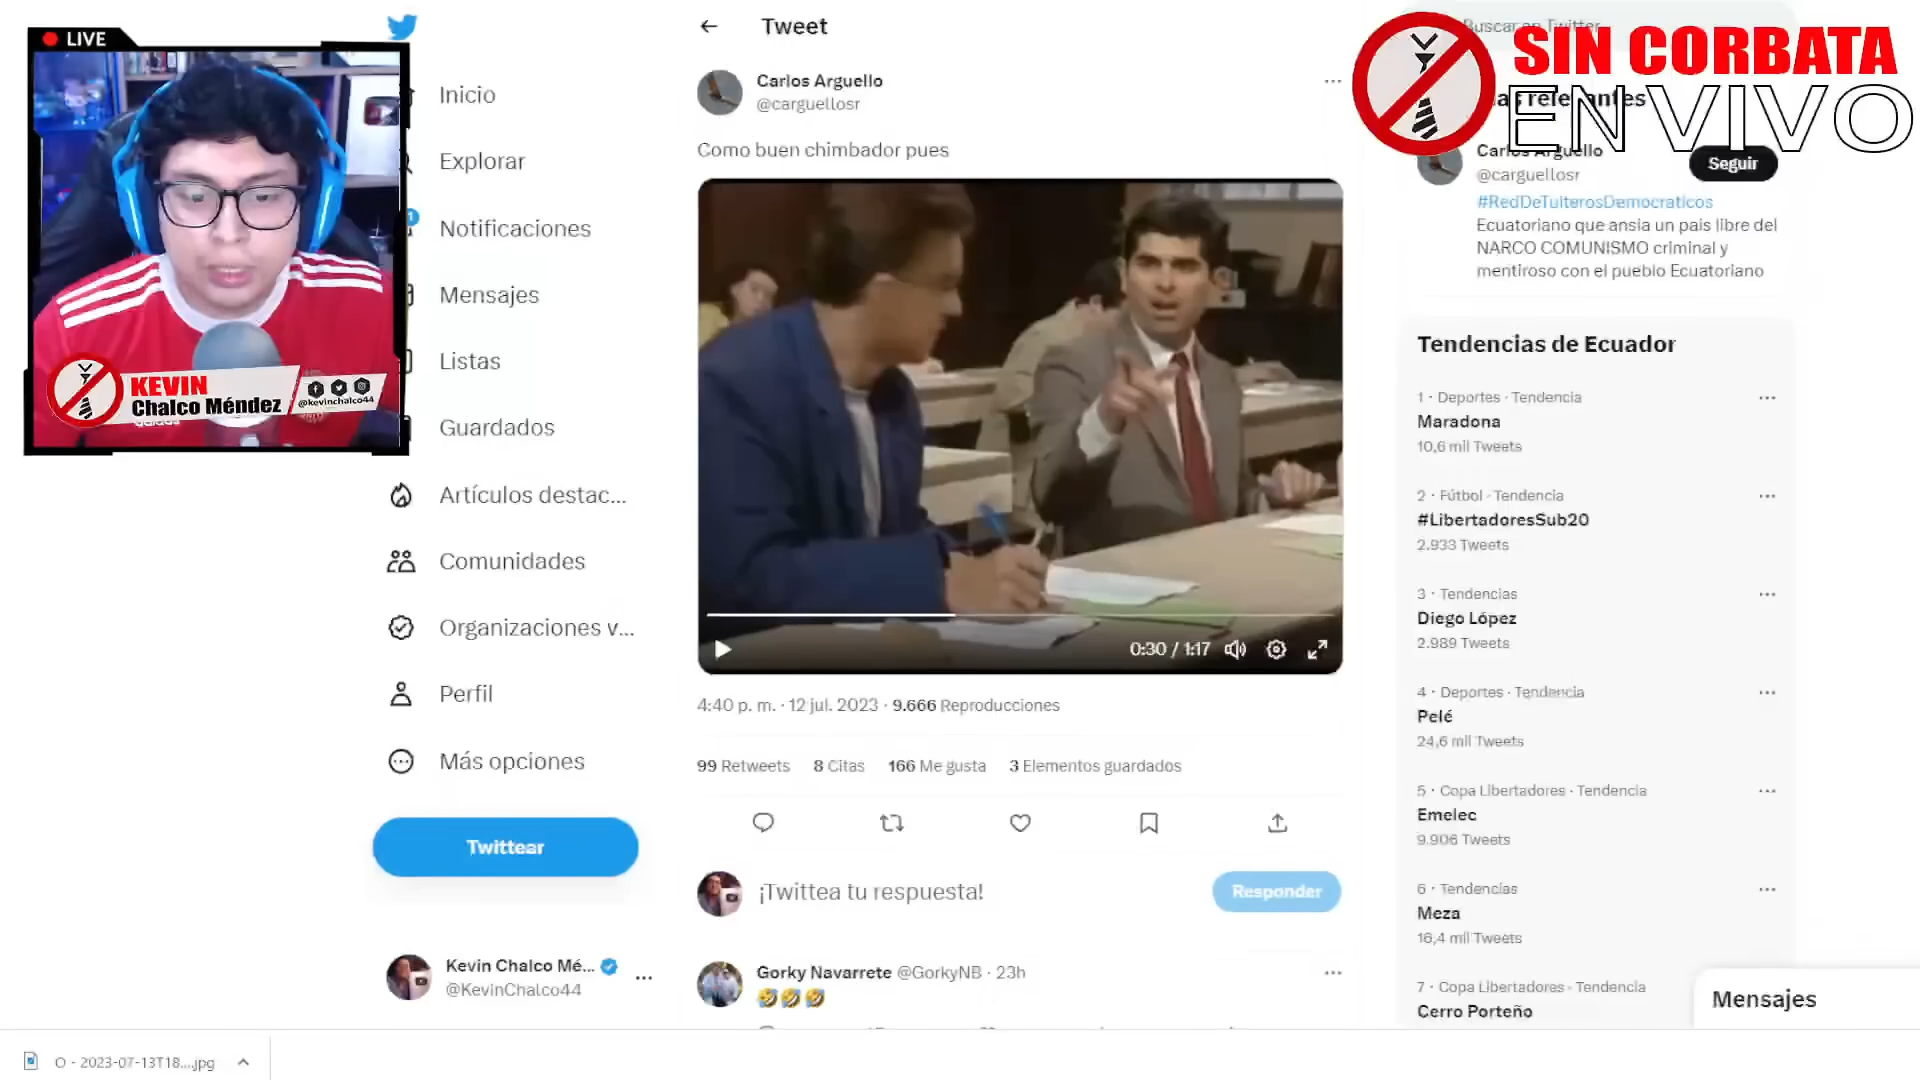 LIVE
KEVIN
Chalco Méndez
@kevinchalco44
adidas
Inicio
Explorar
1
Notificaciones
Mensajes
Listas
Guardados
Artículos destac...
Comunidades
Organizaciones v...
Perfil
Más opciones
Twittear
Kevin Chalco Mé...
@KevinChalco44
Tweet
Carlos Arguello
@carguellosr
Como buen chimbador pues
0:30 / 1:17
4:40 p. m. · 12 jul. 2023 · 9.666 Reproducciones
99 Retweets 8 Citas 166 Me gusta 3 Elementos guardados
¡Twittea tu respuesta!
Responder
Gorky Navarrete @GorkyNB · 23h
🤣🤣🤣
SIN CORBATA
EN VIVO
Carlos Arguello
@carguellosr
Seguir
#RedDeTuiterosDemocraticos
Ecuatoriano que ansia un pais libre del
NARCO COMUNISMO criminal y
mentiroso con el pueblo Ecuatoriano
Tendencias de Ecuador
1 · Deportes · Tendencia
Maradona
10,6 mil Tweets
2 · Fútbol · Tendencia
#LibertadoresSub20
2.933 Tweets
3 · Tendencias
Diego López
2.989 Tweets
4 · Deportes · Tendencia
Pelé
24,6 mil Tweets
5 · Copa Libertadores · Tendencia
Emelec
9.906 Tweets
6 · Tendencias
Meza
16,4 mil Tweets
7 · Copa Libertadores · Tendencia
Cerro Porteño
Mensajes
O - 2023-07-13T18....jpg